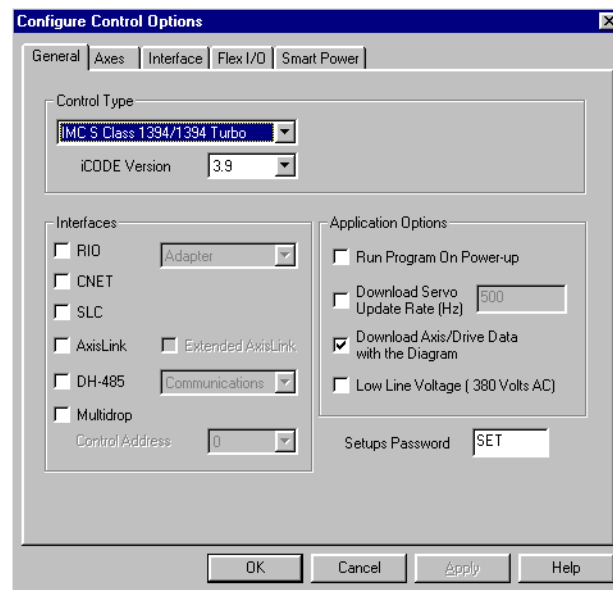 Configure Control Options
General Axes Interface Flex I/O Smart Power
Control Type
IMC S Class 1394/1394 Turbo
iCODE Version 3.9
Interfaces
RIO Adapter
CNET
SLC
AxisLink Extended AxisLink
DH-485 Communications
Multidrop
Control Address 0
Application Options
Run Program On Power-up
Download Servo
Update Rate (Hz) 500
Download Axis/Drive Data
with the Diagram
Low Line Voltage ( 380 Volts AC)
Setups Password SET
OK Cancel Apply Help